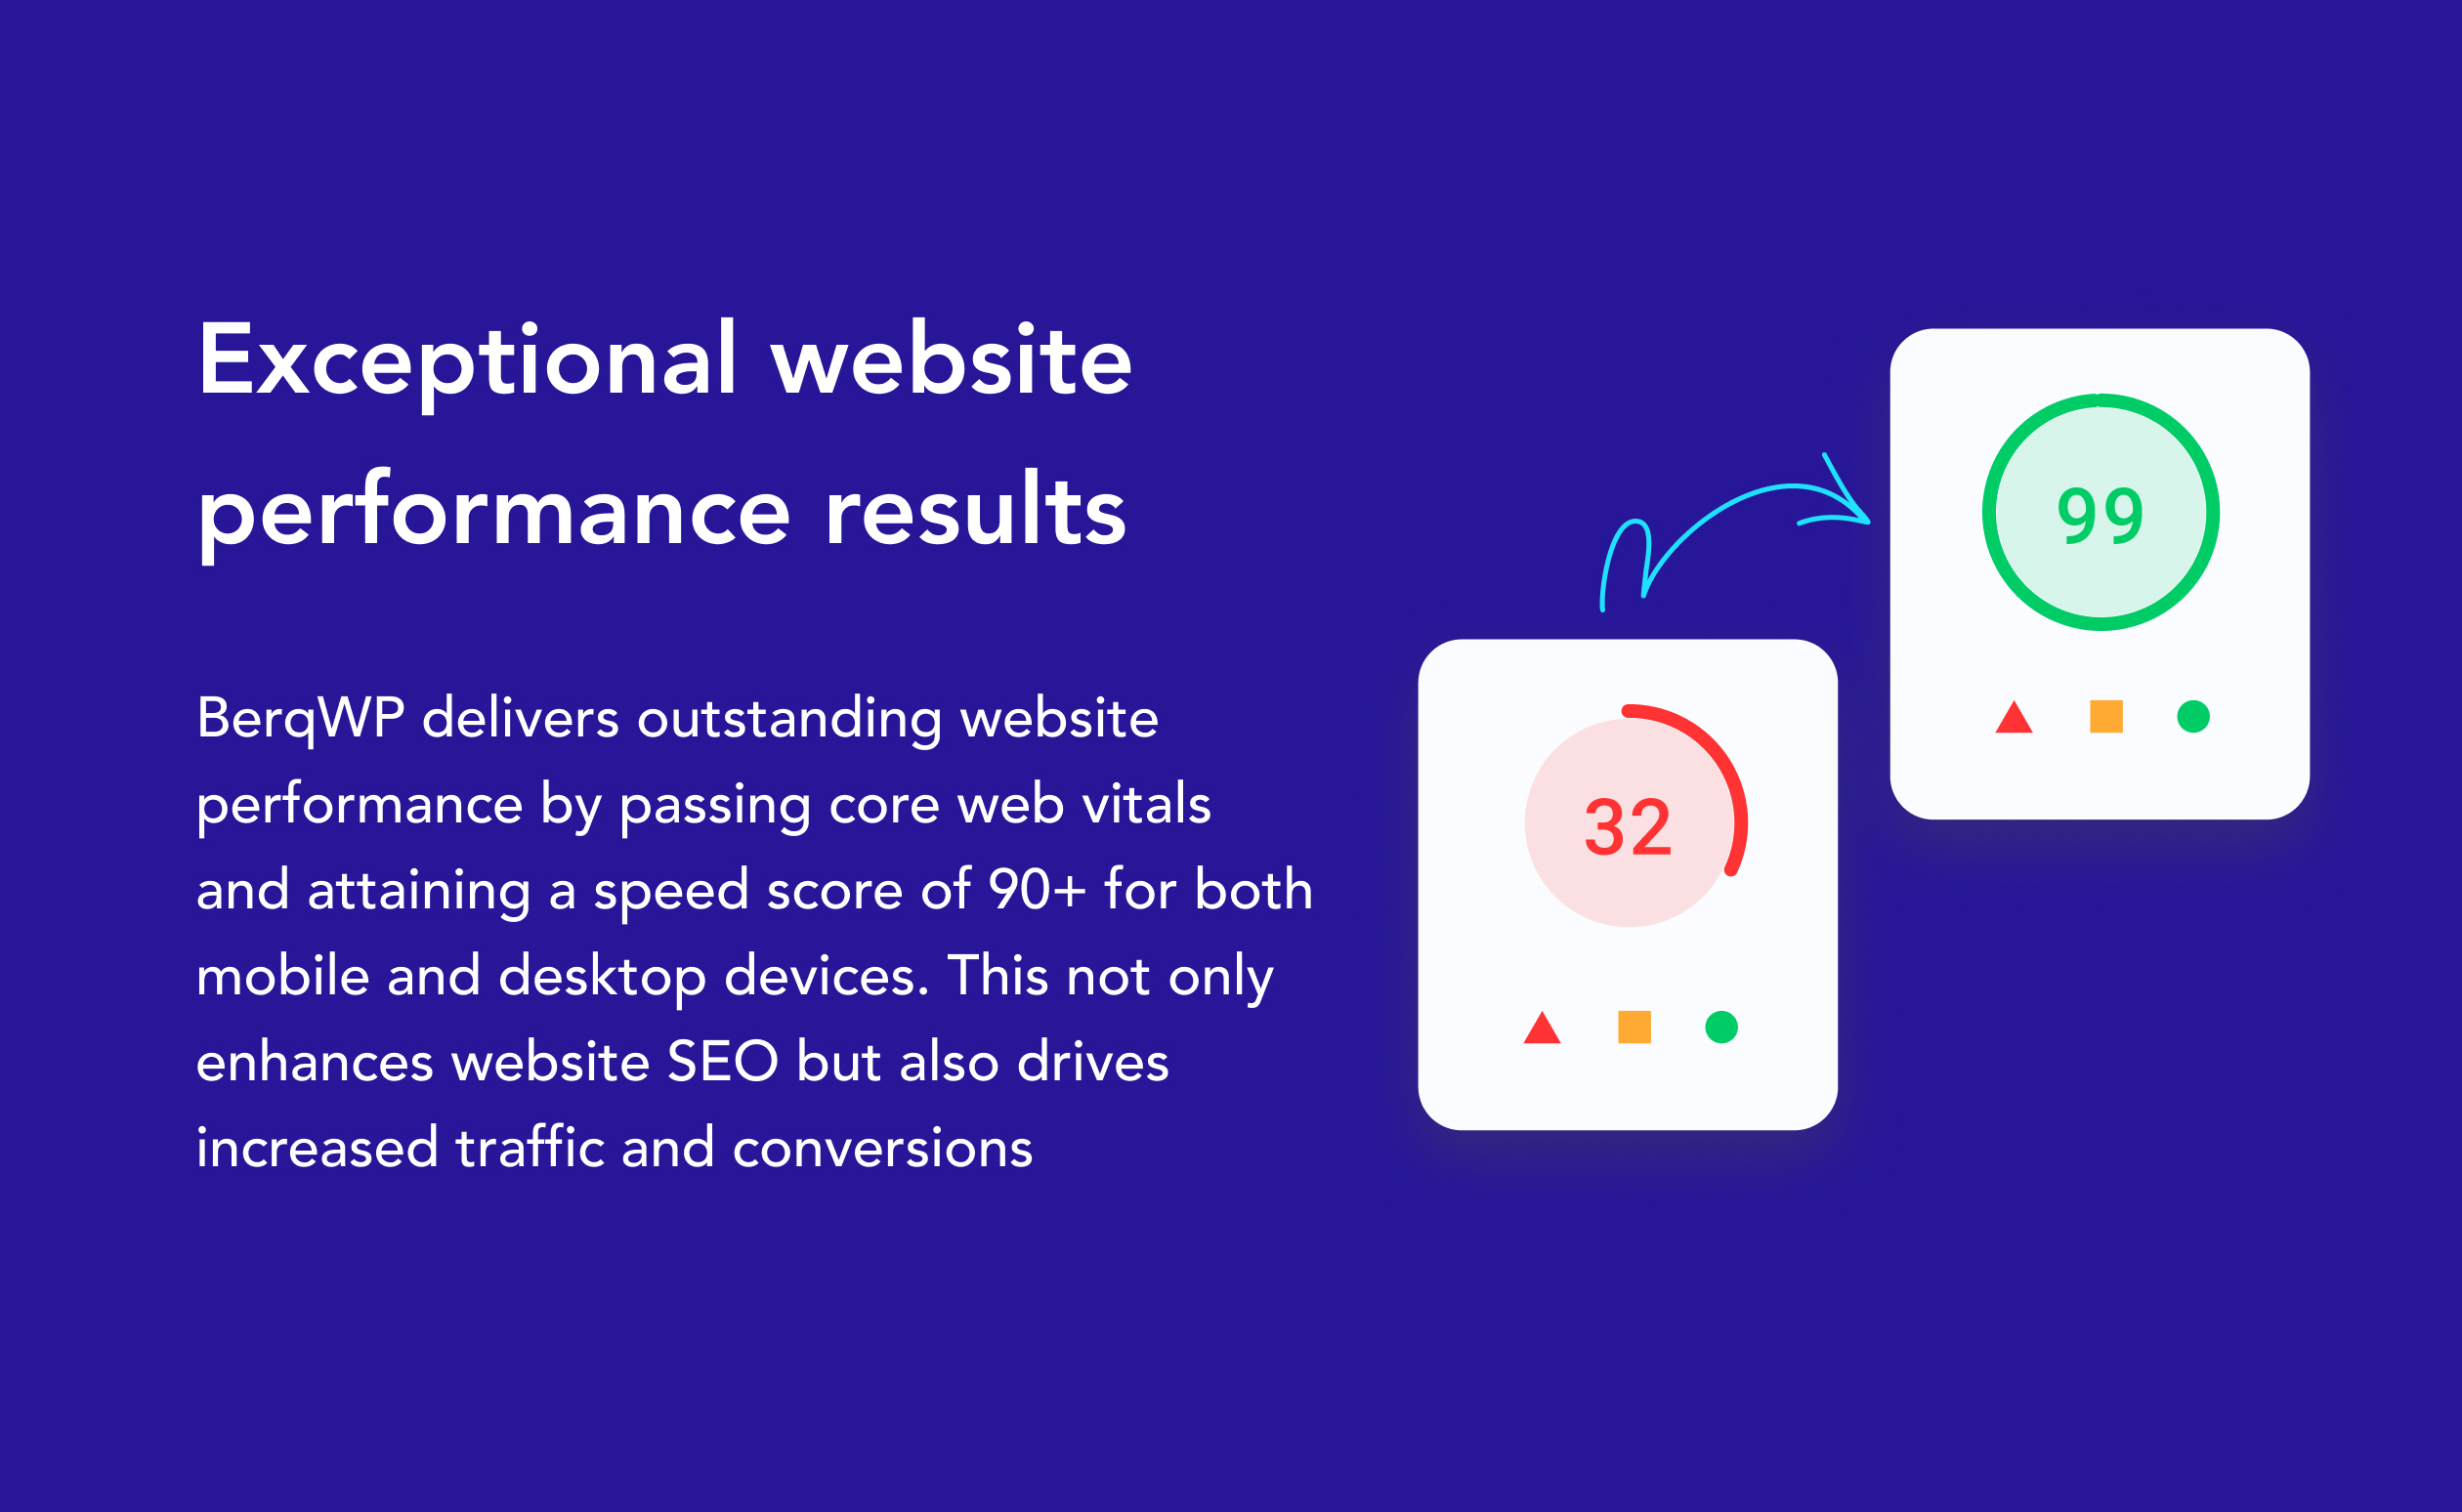 Exceptional website
performance results
BerqWP delivers outstanding website
performance by passing core web vitals
and attaining a speed score of 90+ for both
mobile and desktop devices. This not only
enhances website SEO but also drives
increased traffic and conversions
99
32